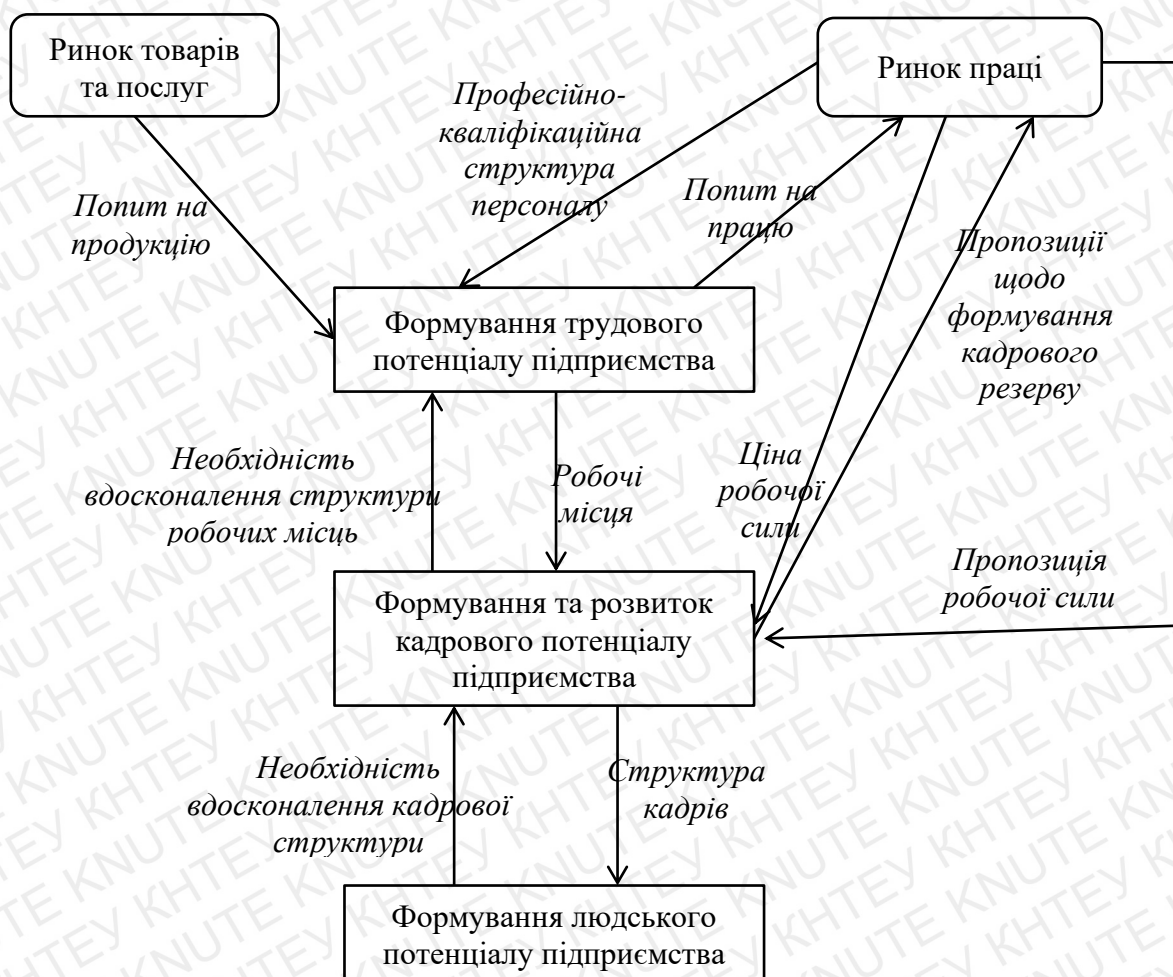 Ринок товарів
та послуг
Ринок праці
Професійно-
кваліфікаційна
структура
персоналу
Попит на
працю
Попит на
продукцію
Пропозиції
щодо
формування
кадрового
резерву
Формування трудового
потенціалу підприємства
Необхідність
вдосконалення структури
робочих місць
Робочі
місця
Ціна
робочої
сили
Пропозиція
робочої сили
Формування та розвиток
кадрового потенціалу
підприємства
Необхідність
вдосконалення кадрової
структури
Структура
кадрів
Формування людського
потенціалу підприємства
KNUTE КНТЕУ